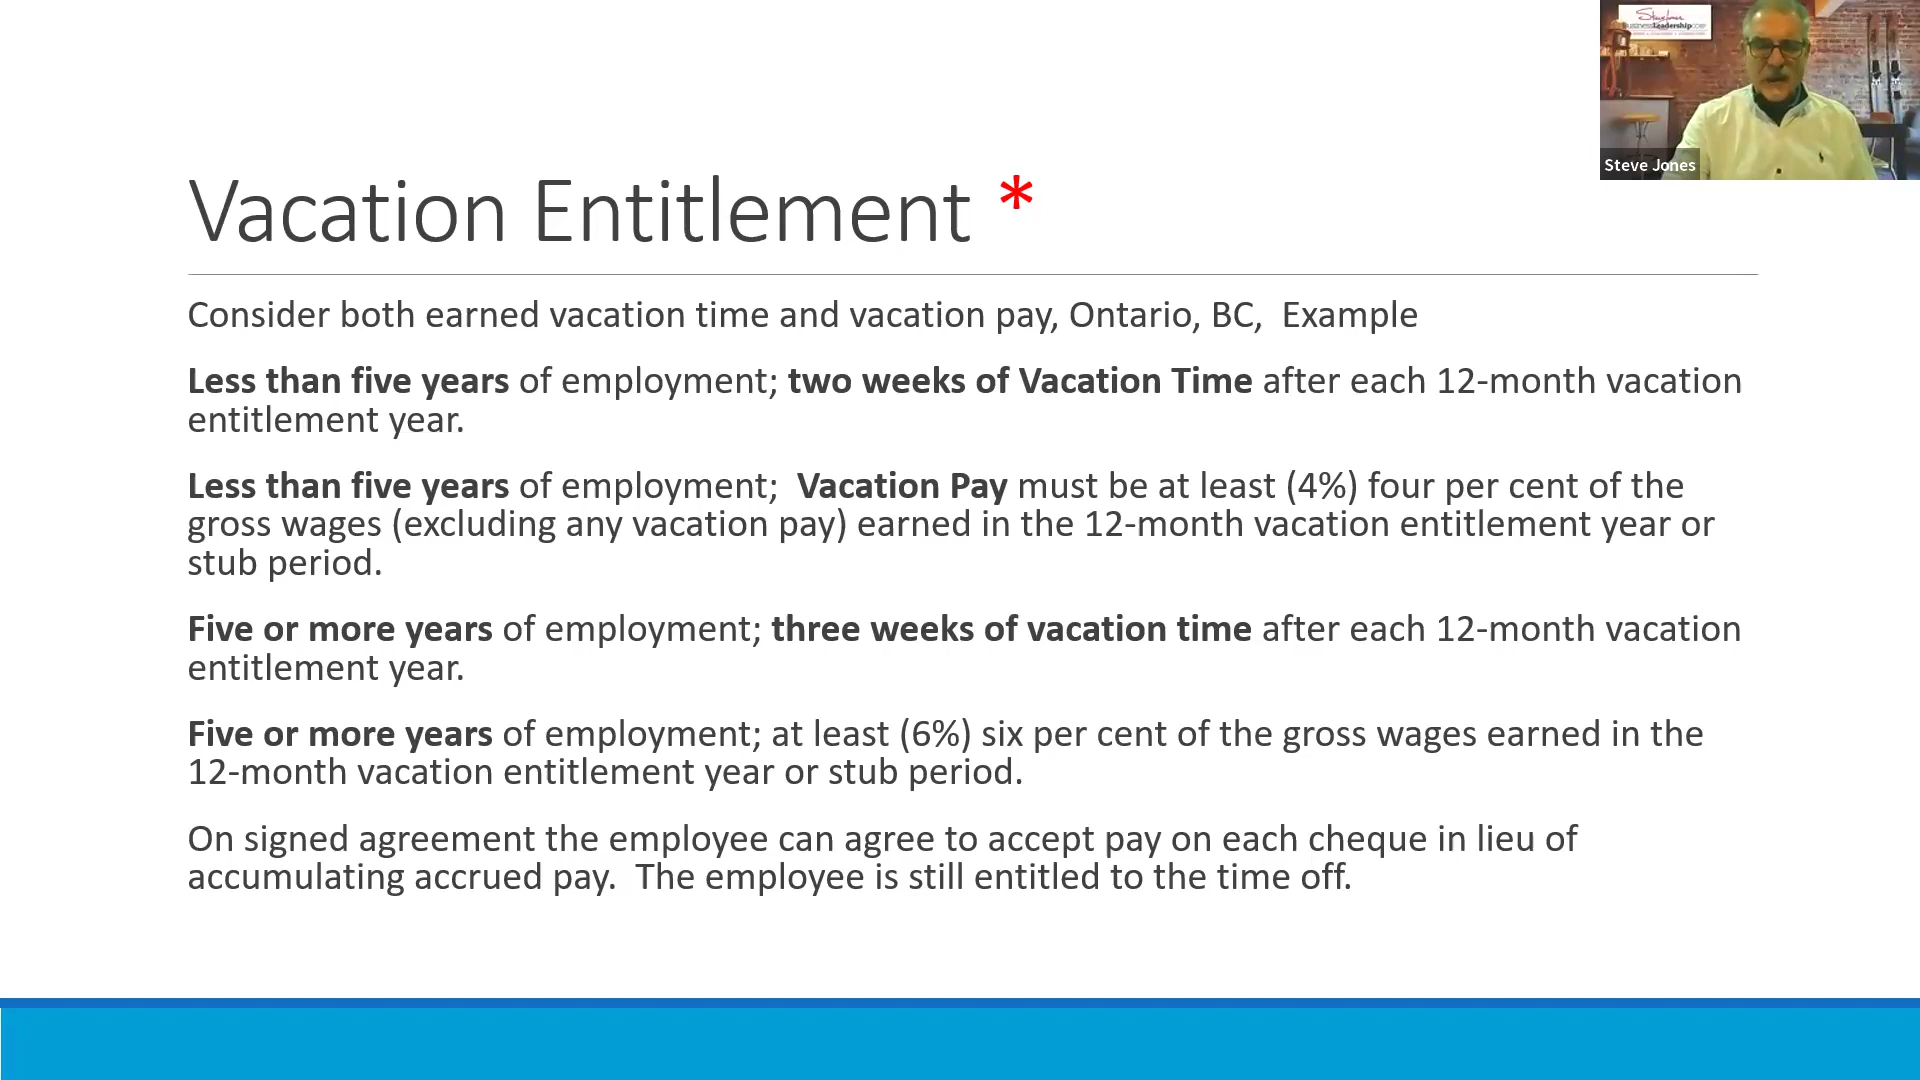 Steve Jones
Vacation Entitlement *
Consider both earned vacation time and vacation pay, Ontario, BC,  Example
Less than five years of employment; two weeks of Vacation Time after each 12-month vacation
entitlement year.
Less than five years of employment;  Vacation Pay must be at least (4%) four per cent of the
gross wages (excluding any vacation pay) earned in the 12-month vacation entitlement year or
stub period.
Five or more years of employment; three weeks of vacation time after each 12-month vacation
entitlement year.
Five or more years of employment; at least (6%) six per cent of the gross wages earned in the
12-month vacation entitlement year or stub period.
On signed agreement the employee can agree to accept pay on each cheque in lieu of
accumulating accrued pay.  The employee is still entitled to the time off.